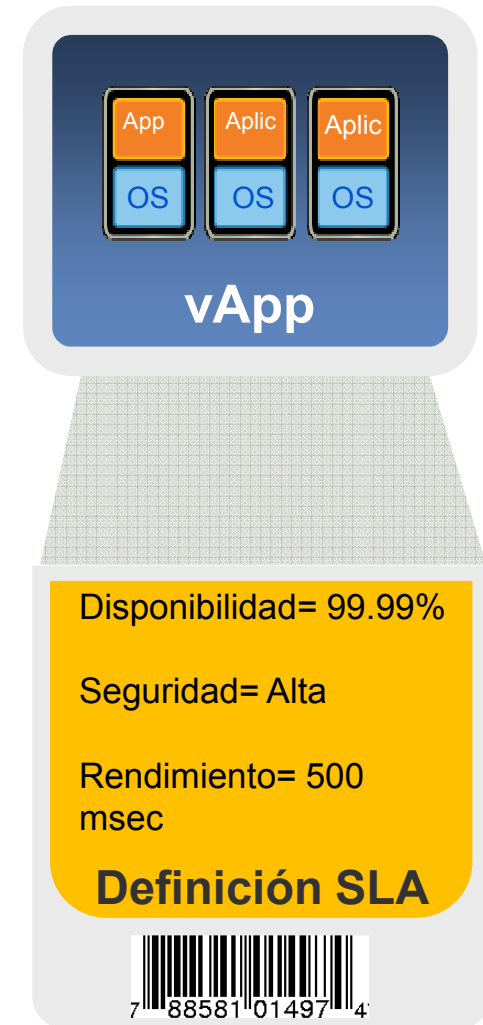 App Aplic Aplic
OS OS OS
vApp
Disponibilidad= 99.99%
Seguridad= Alta
Rendimiento= 500
msec
Definición SLA
7 88581 01497 4